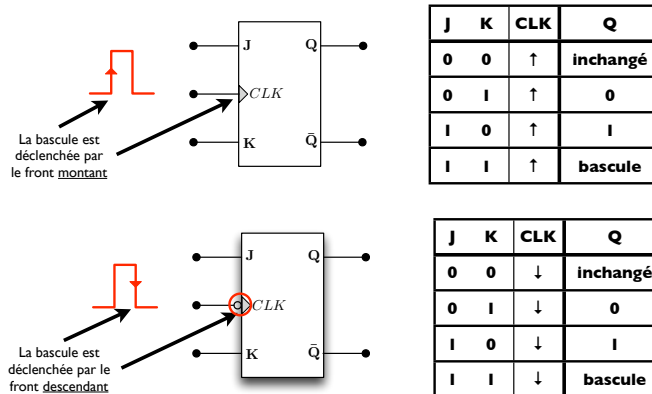 J Q
CLK
K Q̄
La bascule est
déclenchée par
le front montant
J K CLK Q
0 0 ↑ inchangé
0 1 ↑ 0
1 0 ↑ 1
1 1 ↑ bascule
J Q
CLK
K Q̄
La bascule est
déclenchée par le
front descendant
J K CLK Q
0 0 ↓ inchangé
0 1 ↓ 0
1 0 ↓ 1
1 1 ↓ bascule